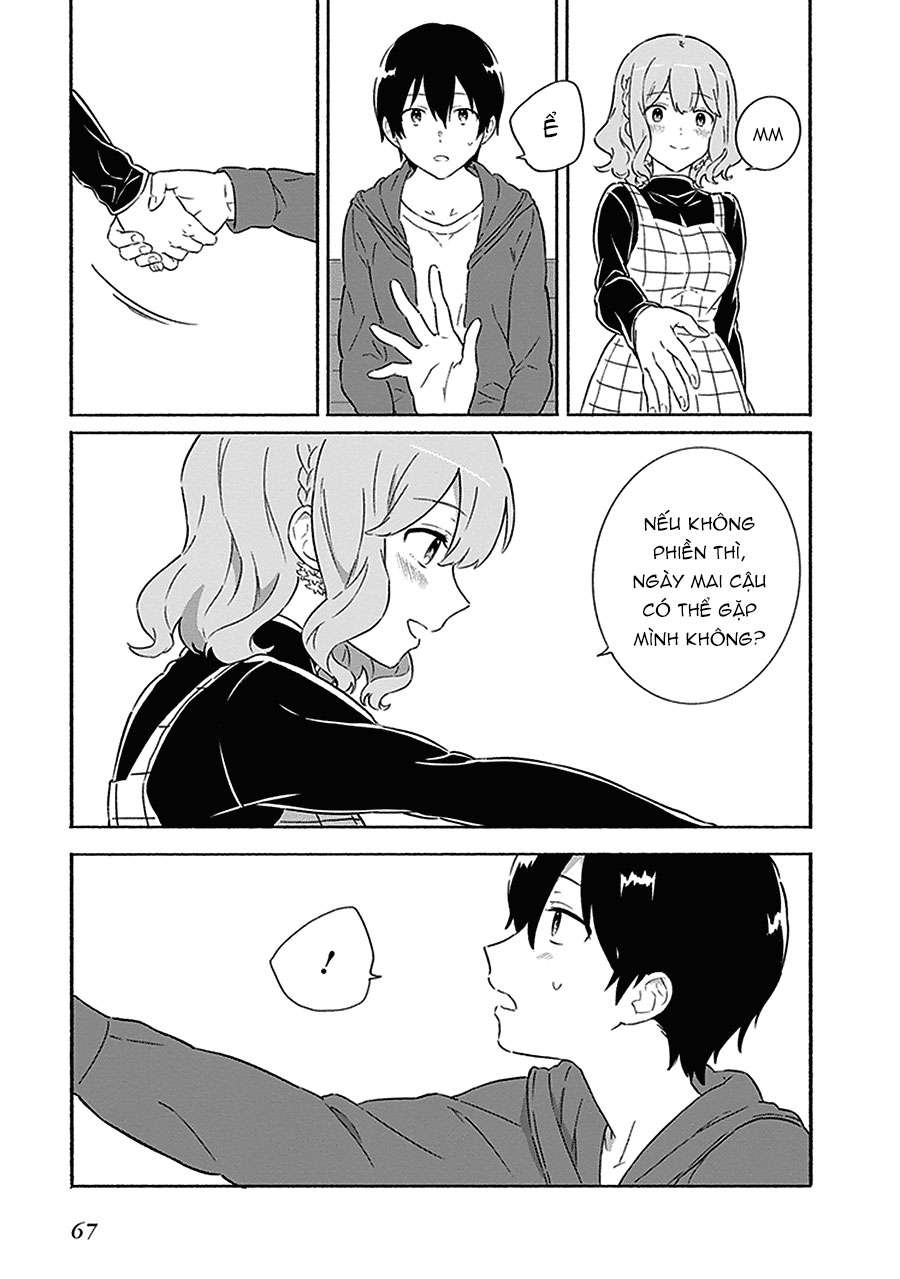 MM
Ể
NẾU KHÔNG
PHIỀN THÌ,
NGÀY MAI CẬU
CÓ THỂ GẶP
MÌNH KHÔNG?
!
67